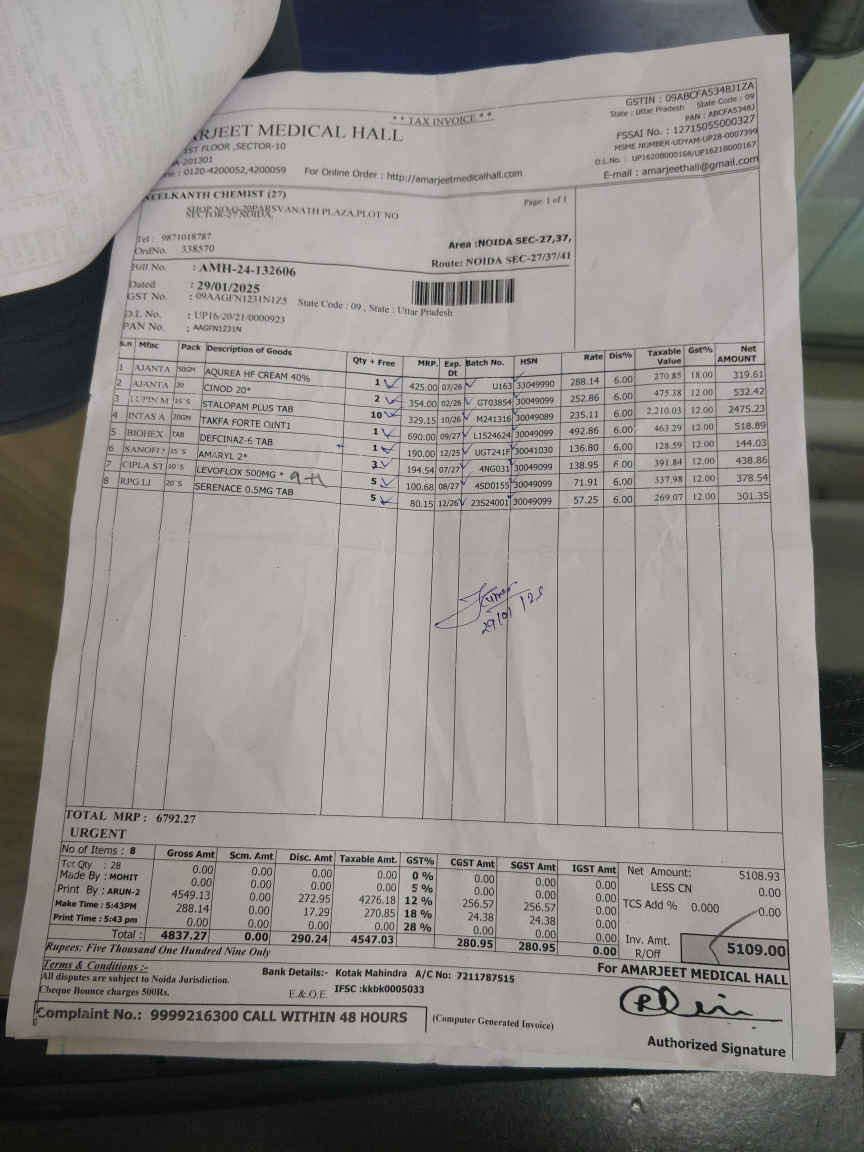 ** TAX INVOICE **
GSTIN : 09ABCFA5348J1ZA
State : Uttar Pradesh State Code : 09
PAN : ABCFA5348J
FSSAI No. : 12715055000327
MSME NUMBER-UDYAM-UP28-0007399
D.L.No. : UP1620B000168/UP1621B000167
E-mail : amarjeethall@gmail.com
ARJEET MEDICAL HALL
1ST FLOOR ,SECTOR-10
A-201301
: 0120-4200052,4200059 For Online Order : http://amarjeetmedicalhall.com
NEELKANTH CHEMIST (27)
Page: 1 of 1
SHOP NO.G-20PARSVANATH PLAZA,PLOT NO
SECTOR-27 NOIDA,
Tel : 9871018787
OrdNo. 338570
Area :NOIDA SEC-27,37,
Route: NOIDA SEC-27/37/41
Bill No. : AMH-24-132606
Dated : 29/01/2025
GST No. : 09AAGFN1231N1Z5 State Code : 09 , State : Uttar Pradesh
D.L. No. : UP16/20/21/0000923
PAN No. : AAGFN1231N
s.n Mfac Pack Description of Goods Qty + Free MRP. Exp. Dt Batch No. HSN Rate Dis% Taxable Value Gst% Net AMOUNT
1 AJANTA 50GM AQUREA HF CREAM 40% 1 425.00 07/26 U163 33049990 288.14 6.00 270.85 18.00 319.61
2 AJANTA 20 CINOD 20* 2 354.00 02/26 GT03854 30049099 252.86 6.00 475.38 12.00 532.42
3 LUPIN M 15`S STALOPAM PLUS TAB 10 329.15 10/26 M241316 30049089 235.11 6.00 2,210.03 12.00 2475.23
4 INTAS A 20GM TAKFA FORTE OINT1 1 690.00 09/27 L1524624 30049099 492.86 6.00 463.29 12.00 518.89
5 BIOHEX TAB DEFCINAZ-6 TAB 1 190.00 12/25 UGT241F 30041030 136.80 6.00 128.59 12.00 144.03
6 SANOFI S 15`S AMARYL 2* 3 194.54 07/27 4NG031 30049099 138.95 6.00 391.84 12.00 438.86
7 CIPLA ST 10`S LEVOFLOX 500MG * 9+1 5 100.68 08/27 4SD0155 30049099 71.91 6.00 337.98 12.00 378.54
8 RPG LI 20`S SERENACE 0.5MG TAB 5 80.15 12/26 23S24001 30049099 57.25 6.00 269.07 12.00 301.35
29/01/25
TOTAL MRP : 6792.27
URGENT
No of Items : 8 Gross Amt Scm. Amt Disc. Amt Taxable Amt. GST% CGST Amt SGST Amt IGST Amt
Tct Qty : 28 0.00 0.00 0.00 0.00 0 % 0.00 0.00 0.00
Made By : MOHIT 0.00 0.00 0.00 0.00 5 % 0.00 0.00 0.00
Print By : ARUN-2 4549.13 0.00 272.95 4276.18 12 % 256.57 256.57 0.00
Make Time : 5:43PM 288.14 0.00 17.29 270.85 18 % 24.38 24.38 0.00
Print Time : 5:43 pm 0.00 0.00 0.00 0.00 28 % 0.00 0.00 0.00
Total : 4837.27 0.00 290.24 4547.03 280.95 280.95 0.00
Net Amount: 5108.93
LESS CN 0.00
TCS Add % 0.000 0.00
Inv. Amt. 5109.00
R/Off
Rupees: Five Thousand One Hundred Nine Only
Terms & Conditions :-
All disputes are subject to Noida Jurisdiction.
Cheque Bounce charges 500Rs.
E.&.O.E
Bank Details:- Kotak Mahindra A/C No: 7211787515
IFSC :kkbk0005033
For AMARJEET MEDICAL HALL
Complaint No.: 9999216300 CALL WITHIN 48 HOURS
(Computer Generated Invoice)
Authorized Signature